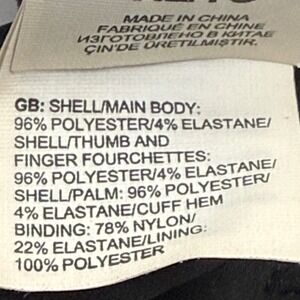 MADE IN CHINA
FABRIQUÉ EN CHINE
ИЗГОТОВЛЕНО В КИТАЕ
ÇİN'DE ÜRETİLMİŞTİR.
GB: SHELL/MAIN BODY:
96% POLYESTER/4% ELASTANE/
SHELL/THUMB AND
FINGER FOURCHETTES:
96% POLYESTER/4% ELASTANE/
SHELL/PALM: 96% POLYESTER/
4% ELASTANE/CUFF HEM
BINDING: 78% NYLON/
22% ELASTANE/LINING:
100% POLYESTER